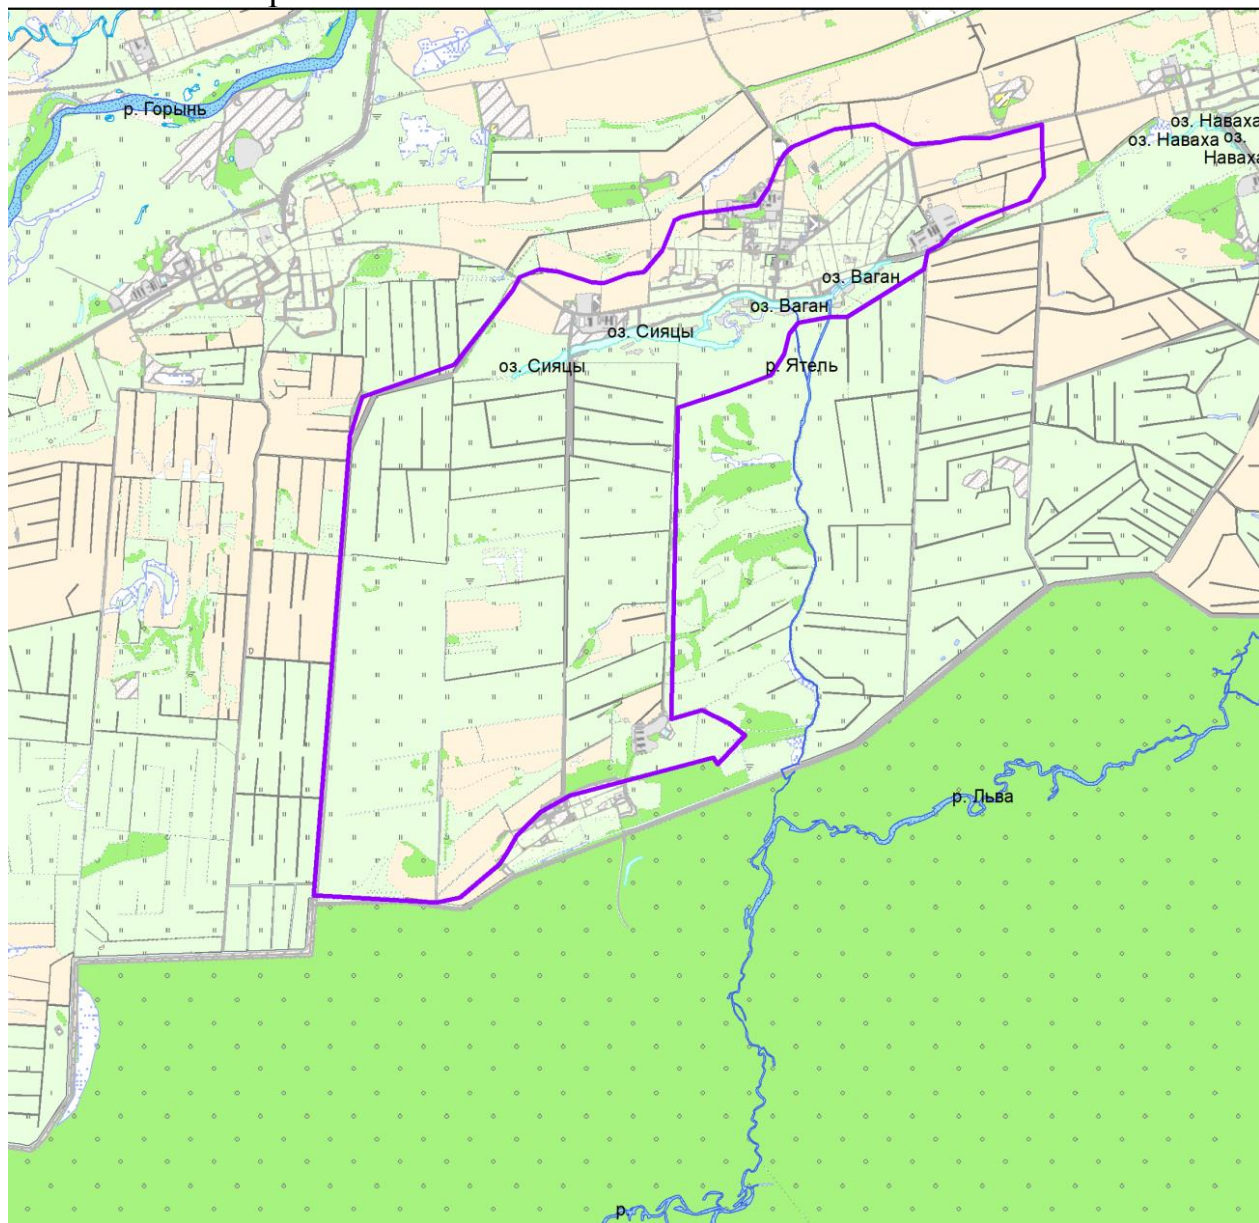 р. Горынь
оз. Наваха
оз. Наваха
оз.
Наваха
оз. Ваган
оз. Ваган
оз. Сияцы
оз. Сияцы
р. Ятель
р. Льва
р.